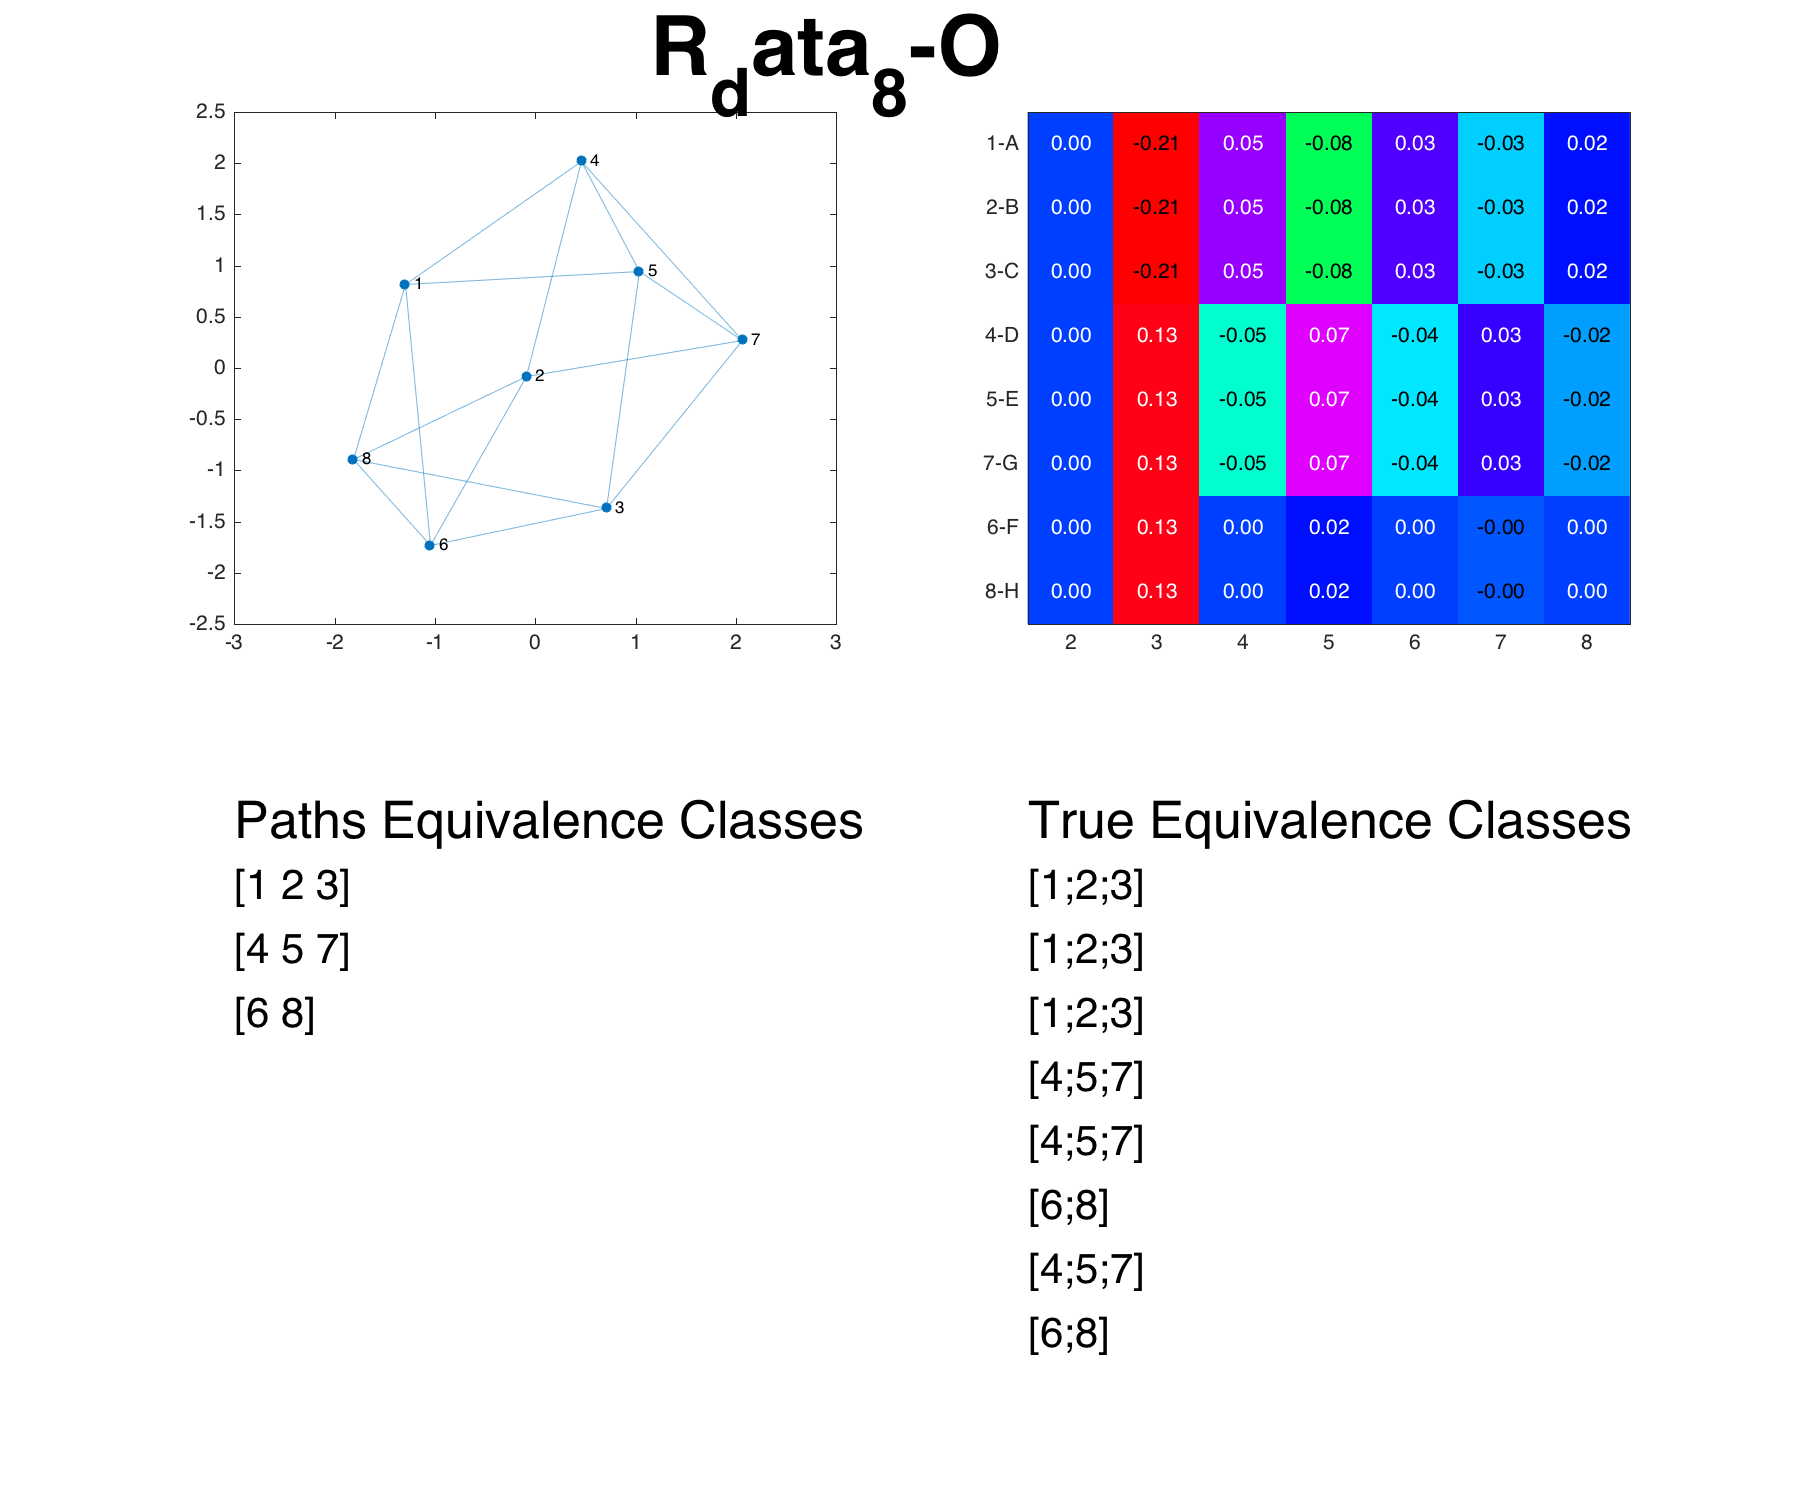 Rdata8-O
2.5
2
1.5
1
0.5
0
-0.5
-1
-1.5
-2
-2.5
-3 -2 -1 0 1 2 3
4
5
1
7
2
8
3
6
1-A 0.00 -0.21 0.05 -0.08 0.03 -0.03 0.02
2-B 0.00 -0.21 0.05 -0.08 0.03 -0.03 0.02
3-C 0.00 -0.21 0.05 -0.08 0.03 -0.03 0.02
4-D 0.00 0.13 -0.05 0.07 -0.04 0.03 -0.02
5-E 0.00 0.13 -0.05 0.07 -0.04 0.03 -0.02
7-G 0.00 0.13 -0.05 0.07 -0.04 0.03 -0.02
6-F 0.00 0.13 0.00 0.02 0.00 -0.00 0.00
8-H 0.00 0.13 0.00 0.02 0.00 -0.00 0.00
2 3 4 5 6 7 8
Paths Equivalence Classes
[1 2 3]
[4 5 7]
[6 8]
True Equivalence Classes
[1;2;3]
[1;2;3]
[1;2;3]
[4;5;7]
[4;5;7]
[6;8]
[4;5;7]
[6;8]